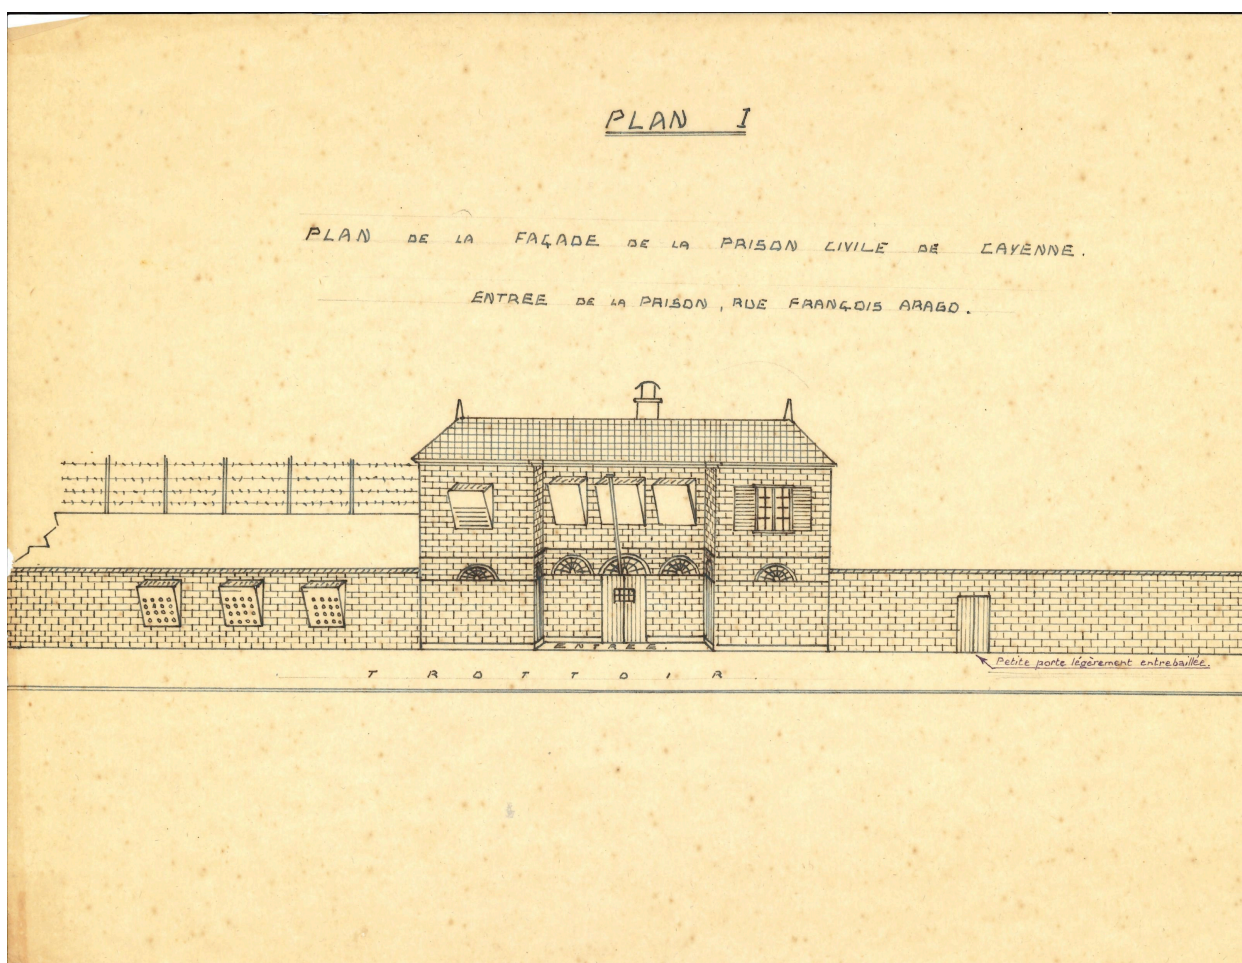 PLAN I
PLAN DE LA FAÇADE DE LA PRISON CIVILE DE CAYENNE.
ENTREE DE LA PRISON, RUE FRANÇOIS ARAGO.
ENTREE.
Petite porte légèrement entrebaillée.
TROTTOIR.